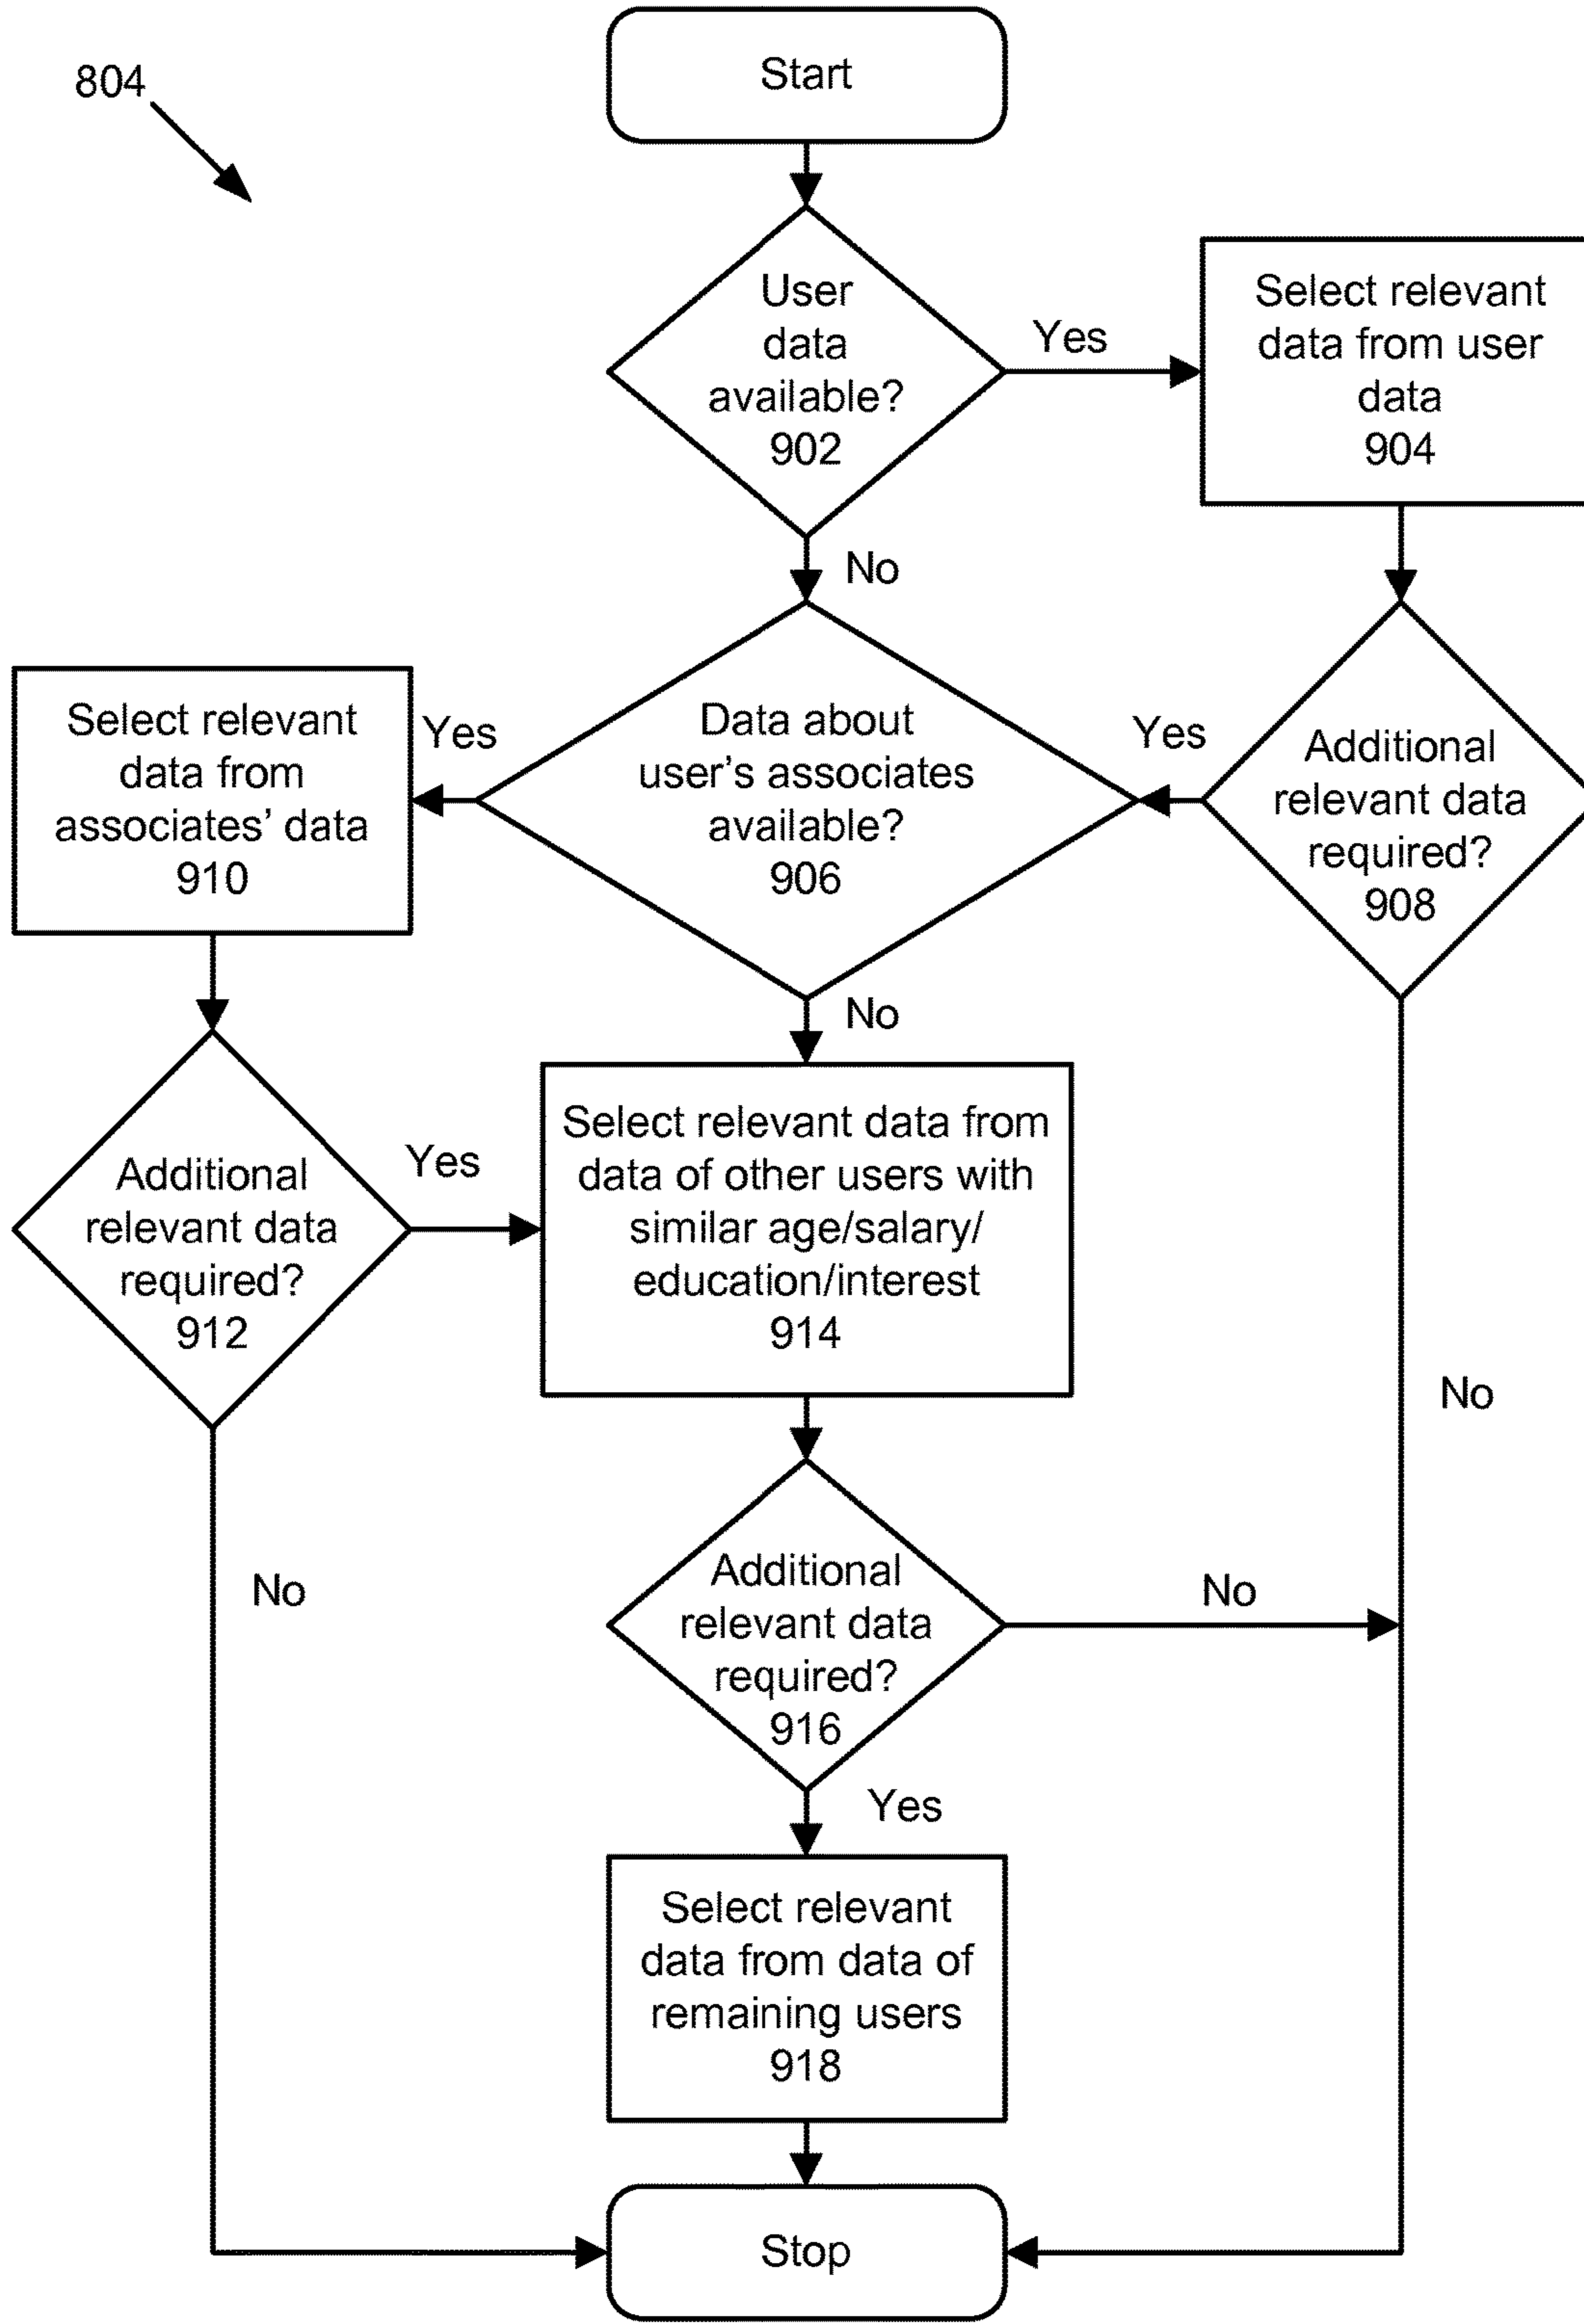 804
Start
User
data
available?
902
Yes
Select relevant
data from user
data
904
No
Select relevant
data from
associates' data
910
Yes
Data about
user's associates
available?
906
Yes
Additional
relevant data
required?
908
No
Additional
relevant data
required?
912
Yes
Select relevant data from
data of other users with
similar age/salary/
education/interest
914
No
No
Additional
relevant data
required?
916
No
Yes
Select relevant
data from data of
remaining users
918
Stop